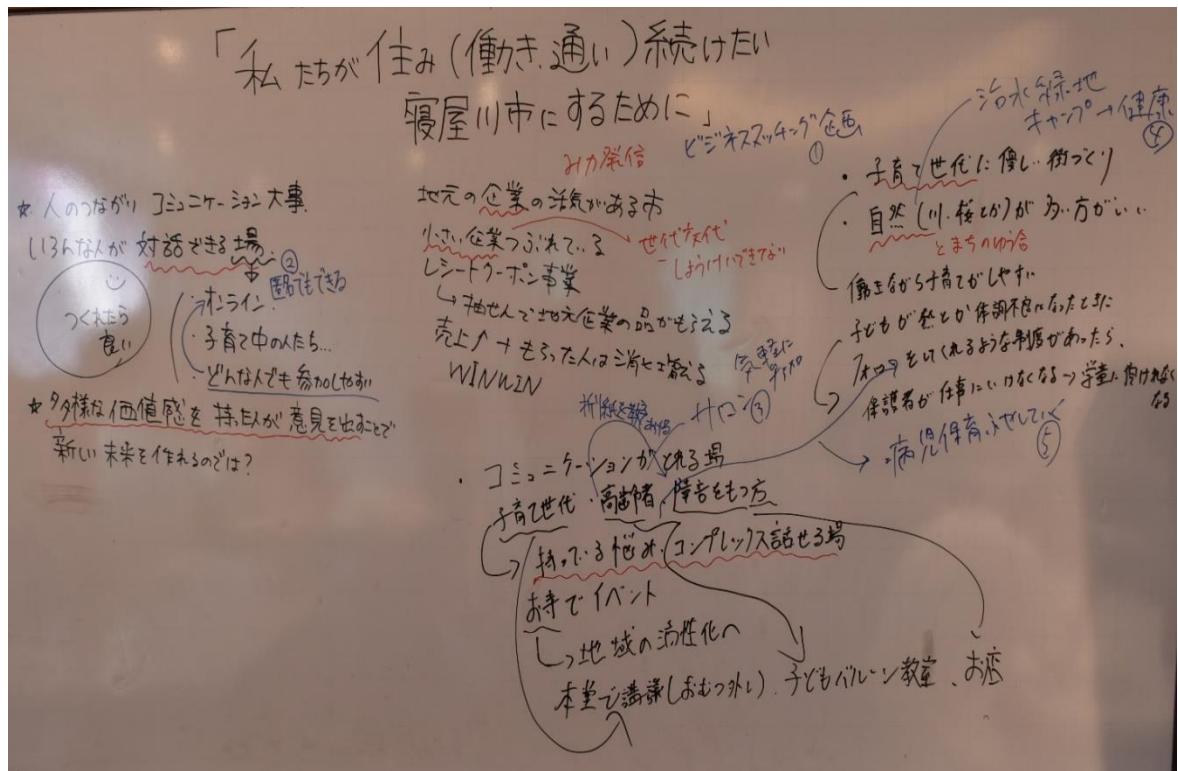 「私たちが住み(働き、通い)続けたい
寝屋川市にするために」
☆ 人のつながり コミュニケーション大事
いろんな人が対話できる場
②
匿名でもできる
つくれたら
良い
・オンライン
・子育て中の人たち…
・どんな人でも参加しやすい
☆ 多様な価値感を持った人が意見を出すことで
新しい未来を作れるのでは?
ビジネスマッチング企画
①
みカ発信
地元の企業の活気がある市
小さい企業つぶれている
世代交代
しょうけいできない
レシートクーポン事業
↳抽せんで地元企業の品がもらえる
売上↑→もらった人は消費増える
WINWIN
治水緑地
キャンプ→健康
④
・子育て世代に優しい街づくり
・自然(川、桜とか)が多い方がいい
とまちのゆう合
働きながら子育てがしやすい
子どもが熱とか体調不良になったときに
フォローをしてくれるような制度があったら、
保護者が仕事にいけなくなる→学童に預けれなく
なる
→病児保育ふやしていく
⑤
気軽に
サロン③
・コミュニケーションがとれる場
子育て世代・高齢者、障害をもつ方
→持っている悩み、コンプレックス話せる場
お寺でイベント
↳地域の活性化へ
本堂で講議(おむつ外し)、子どもバルーン教室、お店